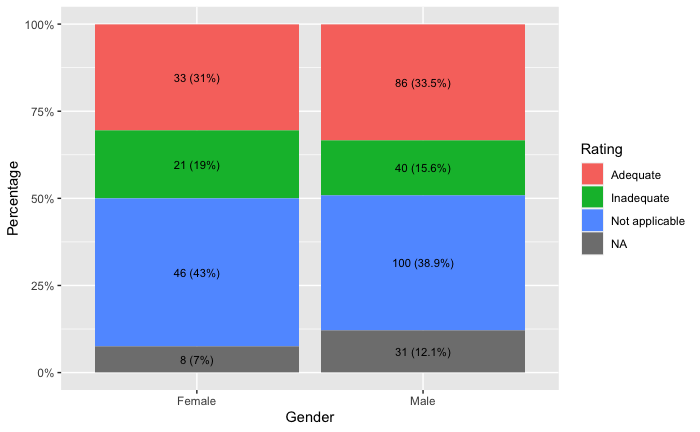 100%
75%
50%
25%
0%
Percentage
33 (31%)
21 (19%)
46 (43%)
8 (7%)
86 (33.5%)
40 (15.6%)
100 (38.9%)
31 (12.1%)
Female
Male
Gender
Rating
Adequate
Inadequate
Not applicable
NA